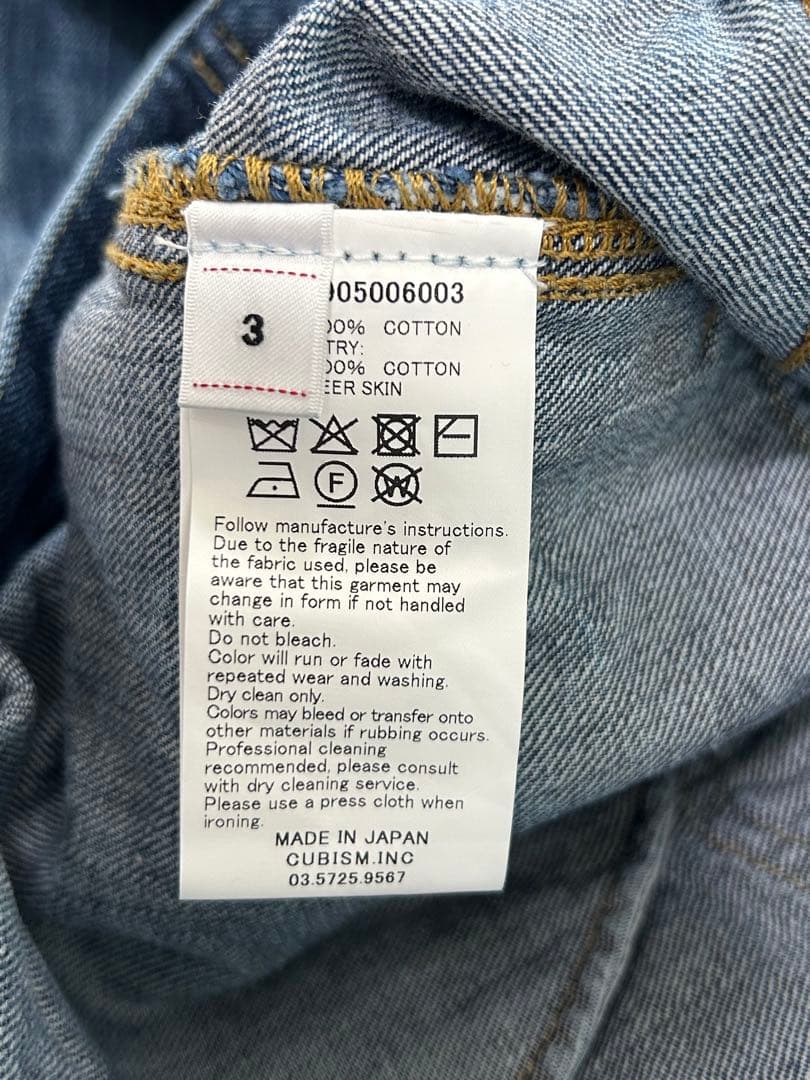 3
05006003
00% COTTON
TRY:
00% COTTON
EER SKIN
F
W
Follow manufacture's instructions.
Due to the fragile nature of
the fabric used, please be
aware that this garment may
change in form if not handled
with care.
Do not bleach.
Color will run or fade with
repeated wear and washing.
Dry clean only.
Colors may bleed or transfer onto
other materials if rubbing occurs.
Professional cleaning
recommended, please consult
with dry cleaning service.
Please use a press cloth when
ironing.
MADE IN JAPAN
CUBISM.INC
03.5725.9567